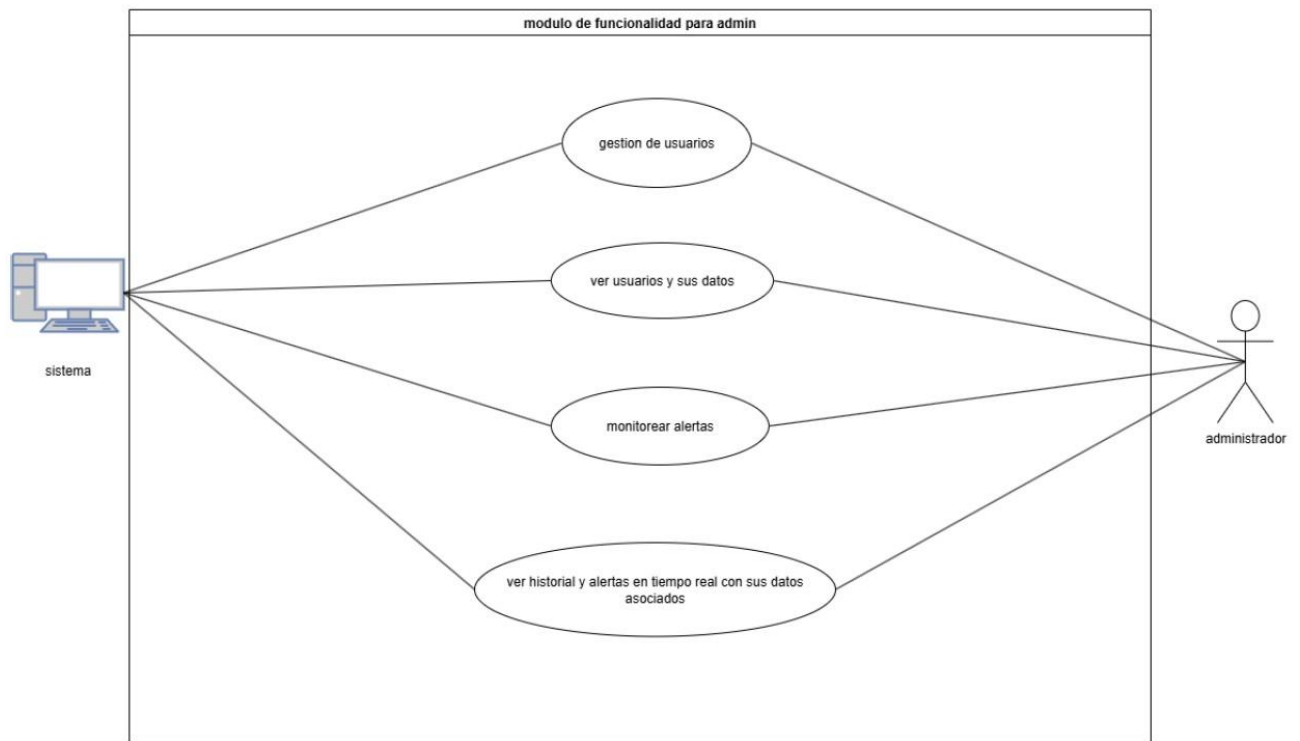 modulo de funcionalidad para admin
gestion de usuarios
ver usuarios y sus datos
sistema
monitorear alertas
administrador
ver historial y alertas en tiempo real con sus datos
asociados